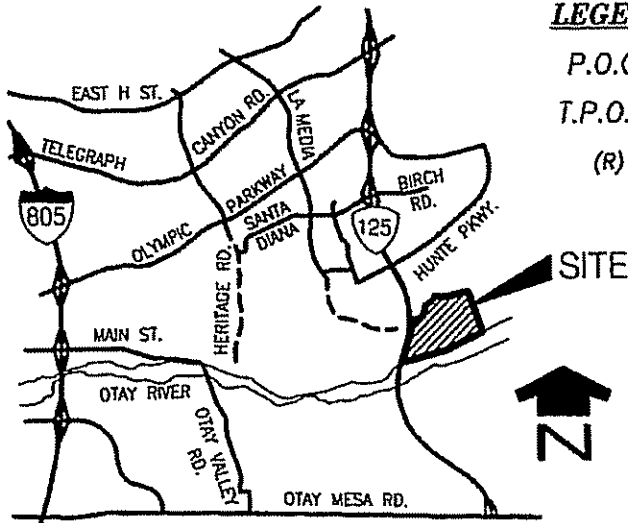 LEGE
P.O.C
T.P.O.
(R)
EAST H ST.
TELEGRAPH
CANYON RD.
LA MEDIA
OLYMPIC
PARKWAY
SANTA
DIANA
BIRCH
RD.
805
125
HUNTE PKWY.
HERITAGE RD.
SITE
MAIN ST.
OTAY RIVER
OTAY VALLEY
RD.
OTAY MESA RD.
N